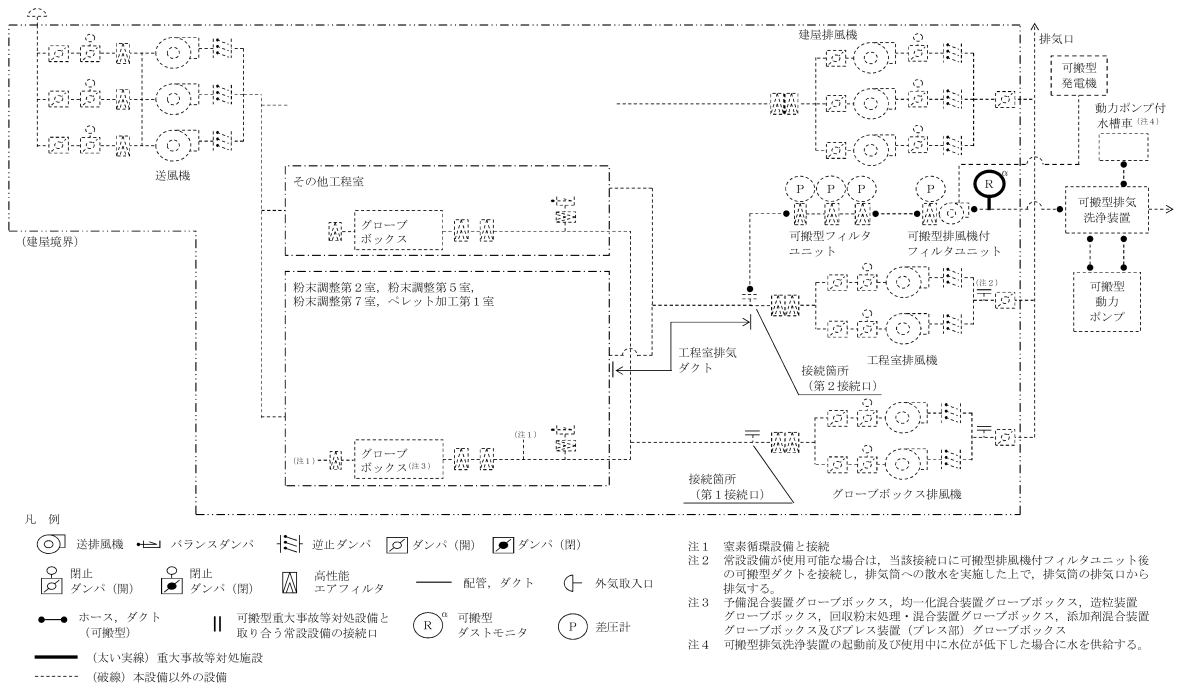 建屋排風機
排気口
可搬型
発電機
動力ポンプ付
水槽車(注4)
送風機
その他工程室
グローブ
ボックス
(建屋境界)
P
P
P
P
R
α
可搬型フィルタ
ユニット
可搬型排風機付
フィルタユニット
可搬型排気
洗浄装置
可搬型
動力
ポンプ
粉末調整第2室，粉末調整第5室，
粉末調整第7室，ペレット加工第1室
(注2)
工程室排気
ダクト
工程室排風機
接続箇所
(第2接続口)
(注1)
(注1)
グローブ
ボックス(注3)
接続箇所
(第1接続口)
グローブボックス排風機
凡　例
送排風機
バランスダンパ
逆止ダンパ
ダンパ（開）
ダンパ（閉）
閉止
ダンパ（開）
閉止
ダンパ（閉）
高性能
エアフィルタ
配管，ダクト
外気取入口
ホース，ダクト
（可搬型）
可搬型重大事故等対処設備と
取り合う常設設備の接続口
R
α
可搬型
ダストモニタ
P
差圧計
（太い実線）重大事故等対処施設
（破線）本設備以外の設備
注1　窒素循環設備と接続
注2　常設設備が使用可能な場合は，当該接続口に可搬型排風機付フィルタユニット後
の可搬型ダクトを接続し，排気筒への散水を実施した上で，排気筒の排気口から
排気する。
注3　予備混合装置グローブボックス，均一化混合装置グローブボックス，造粒装置
グローブボックス，回収粉末処理・混合装置グローブボックス，添加剤混合装置
グローブボックス及びプレス装置（プレス部）グローブボックス
注4　可搬型排気洗浄装置の起動前及び使用中に水位が低下した場合に水を供給する。